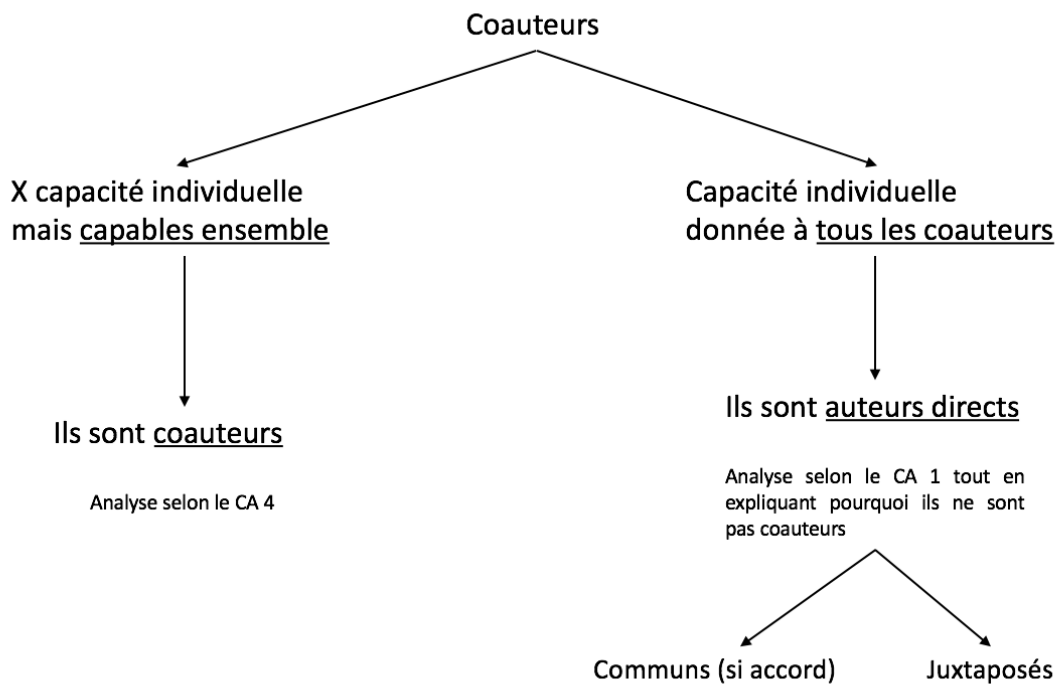 Coauteurs
X capacité individuelle
mais capables ensemble
Capacité individuelle
donnée à tous les coauteurs
Ils sont coauteurs
Analyse selon le CA 4
Ils sont auteurs directs
Analyse selon le CA 1 tout en
expliquant pourquoi ils ne sont
pas coauteurs
Communs (si accord)
Juxtaposés